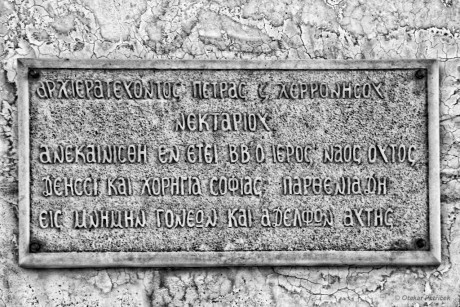 ΑΡΧΙΕΡΑΤΕΥΟΝΤΟΣ ΠΕΤΡΑΣ Ϛ ΧΕΡΡΟΝΗΣΟΥ
ΝΕΚΤΑΡΙΟΥ
ΑΝΕΚΑΙΝΙΣΘΗ ΕΝ ΕΤΕΙ ΒΒ Ο ΙΕΡΟΣ ΝΑΟΣ ΟΥΤΟΣ
ΔΕΗΣΕΙ ΚΑΙ ΧΟΡΗΓΙΑ ΣΟΦΙΑΣ
ΕΙΣ ΜΝΗΜΗΝ ΓΟΝΕΩΝ ΚΑΙ ΑΔΕΛΦΩΝ ΑΥΤΗΣ